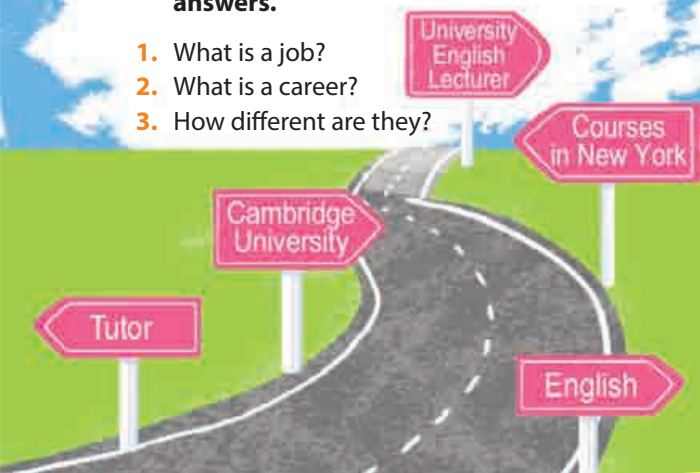 answers.
1. What is a job?
2. What is a career?
3. How different are they?
University
English
Lecturer
Courses
in New York
Cambridge
University
Tutor
English